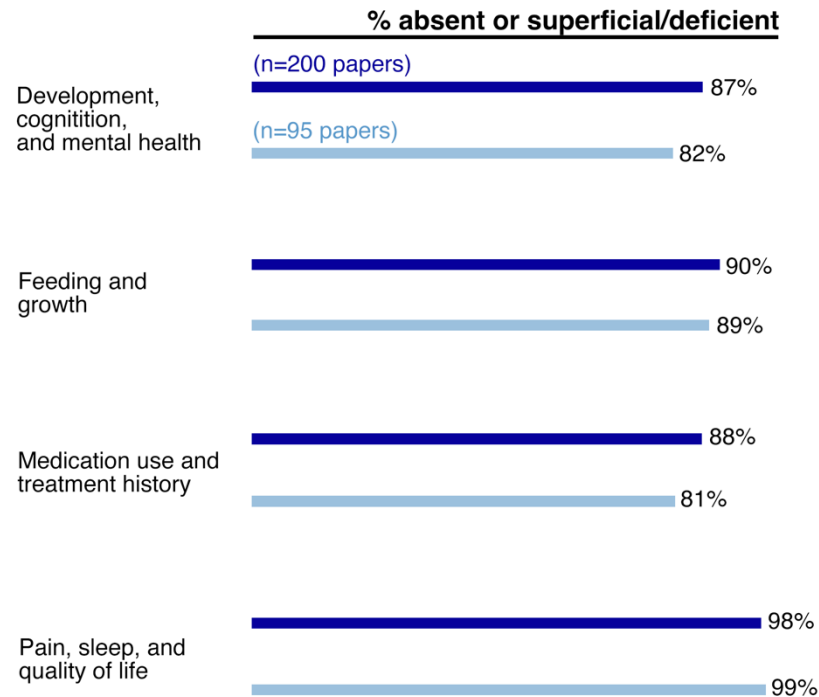 % absent or superficial/deficient
(n=200 papers)
87%
Development,
cognitition,
and mental health
(n=95 papers)
82%
90%
Feeding and
growth
89%
88%
Medication use and
treatment history
81%
98%
Pain, sleep, and
quality of life
99%